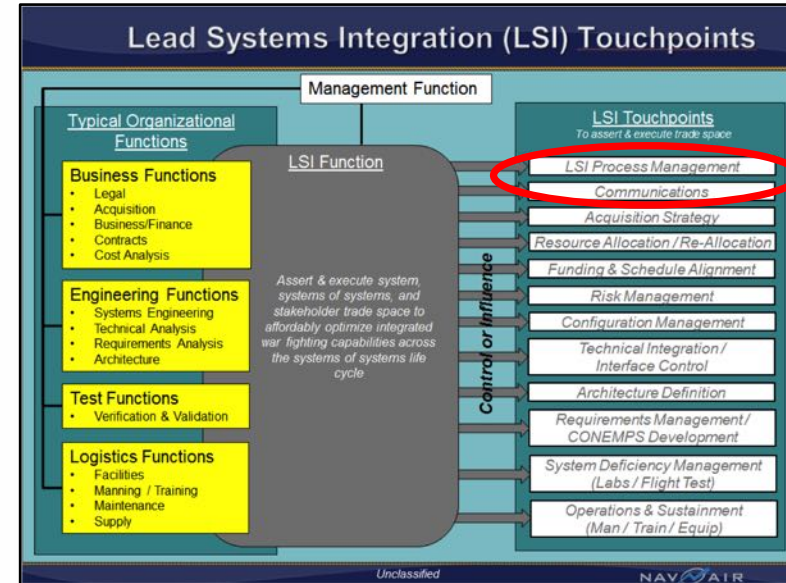 Lead Systems Integration (LSI) Touchpoints
Management Function
Typical Organizational
Functions
Business Functions
• Legal
• Acquisition
• Business/Finance
• Contracts
• Cost Analysis
Engineering Functions
• Systems Engineering
• Technical Analysis
• Requirements Analysis
• Architecture
Test Functions
• Verification & Validation
Logistics Functions
• Facilities
• Manning / Training
• Maintenance
• Supply
LSI Function
Assert & execute system,
systems of systems, and
stakeholder trade space to
affordably optimize integrated
war fighting capabilities across
the systems of systems life
cycle
Control or Influence
LSI Touchpoints
To assert & execute trade space
LSI Process Management
Communications
Acquisition Strategy
Resource Allocation / Re-Allocation
Funding & Schedule Alignment
Risk Management
Configuration Management
Technical Integration /
Interface Control
Architecture Definition
Requirements Management /
CONEMPS Development
System Deficiency Management
(Labs / Flight Test)
Operations & Sustainment
(Man / Train / Equip)
Unclassified
NAVAIR